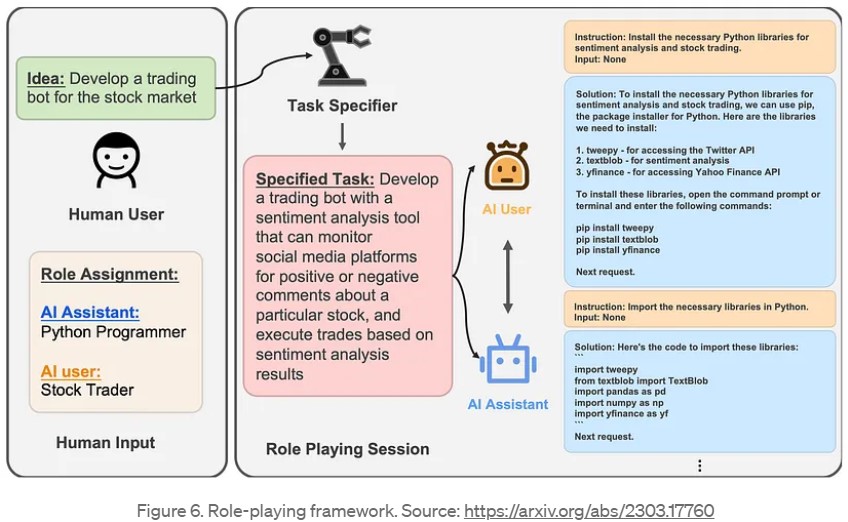 Idea: Develop a trading
bot for the stock market
Human User
Role Assignment:
AI Assistant:
Python Programmer
AI user:
Stock Trader
Human Input
Task Specifier
Specified Task: Develop
a trading bot with a
sentiment analysis tool
that can monitor
social media platforms
for positive or negative
comments about a
particular stock, and
execute trades based on
sentiment analysis
results
AI User
AI Assistant
Role Playing Session
Instruction: Install the necessary Python libraries for
sentiment analysis and stock trading.
Input: None
Solution: To install the necessary Python libraries for
sentiment analysis and stock trading, we can use pip,
the package installer for Python. Here are the libraries
we need to install:
1. tweepy - for accessing the Twitter API
2. textblob - for sentiment analysis
3. yfinance - for accessing Yahoo Finance API
To install these libraries, open the command prompt or
terminal and enter the following commands:
pip install tweepy
pip install textblob
pip install yfinance
Next request.
Instruction: Import the necessary libraries in Python.
Input: None
Solution: Here's the code to import these libraries:
```
import tweepy
from textblob import TextBlob
import pandas as pd
import numpy as np
import yfinance as yf
```
Next request.
Figure 6. Role-playing framework. Source: https://arxiv.org/abs/2303.17760